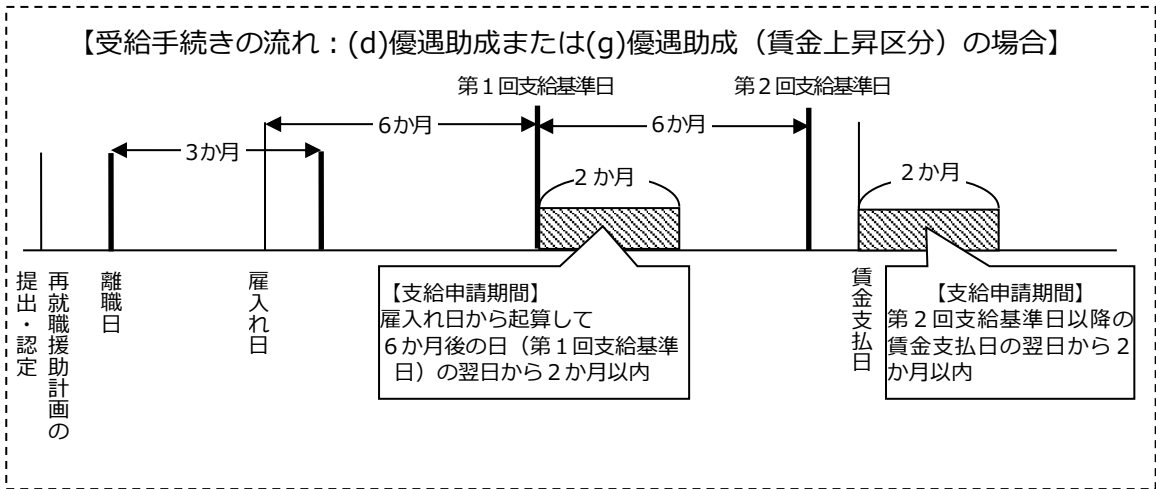 【受給手続きの流れ：(d)優遇助成または(g)優遇助成（賃金上昇区分）の場合】
第１回支給基準日
第２回支給基準日
6か月
6か月
3か月
2か月
2か月
再就職援助計画の
提出・認定
離職日
雇入れ日
【支給申請期間】
雇入れ日から起算して
６か月後の日（第１回支給基準
日）の翌日から２か月以内
賃金支払日
【支給申請期間】
第２回支給基準日以降の
賃金支払日の翌日から２
か月以内